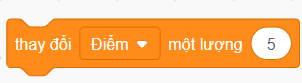 thay đổi Điểm một lượng 5